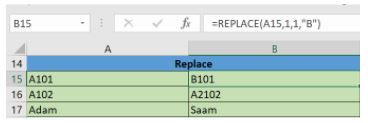 B15 fx =REPLACE(A15,1,1,"B")
A B
14 Replace
15 A101 B101
16 A102 A2102
17 Adam Saam